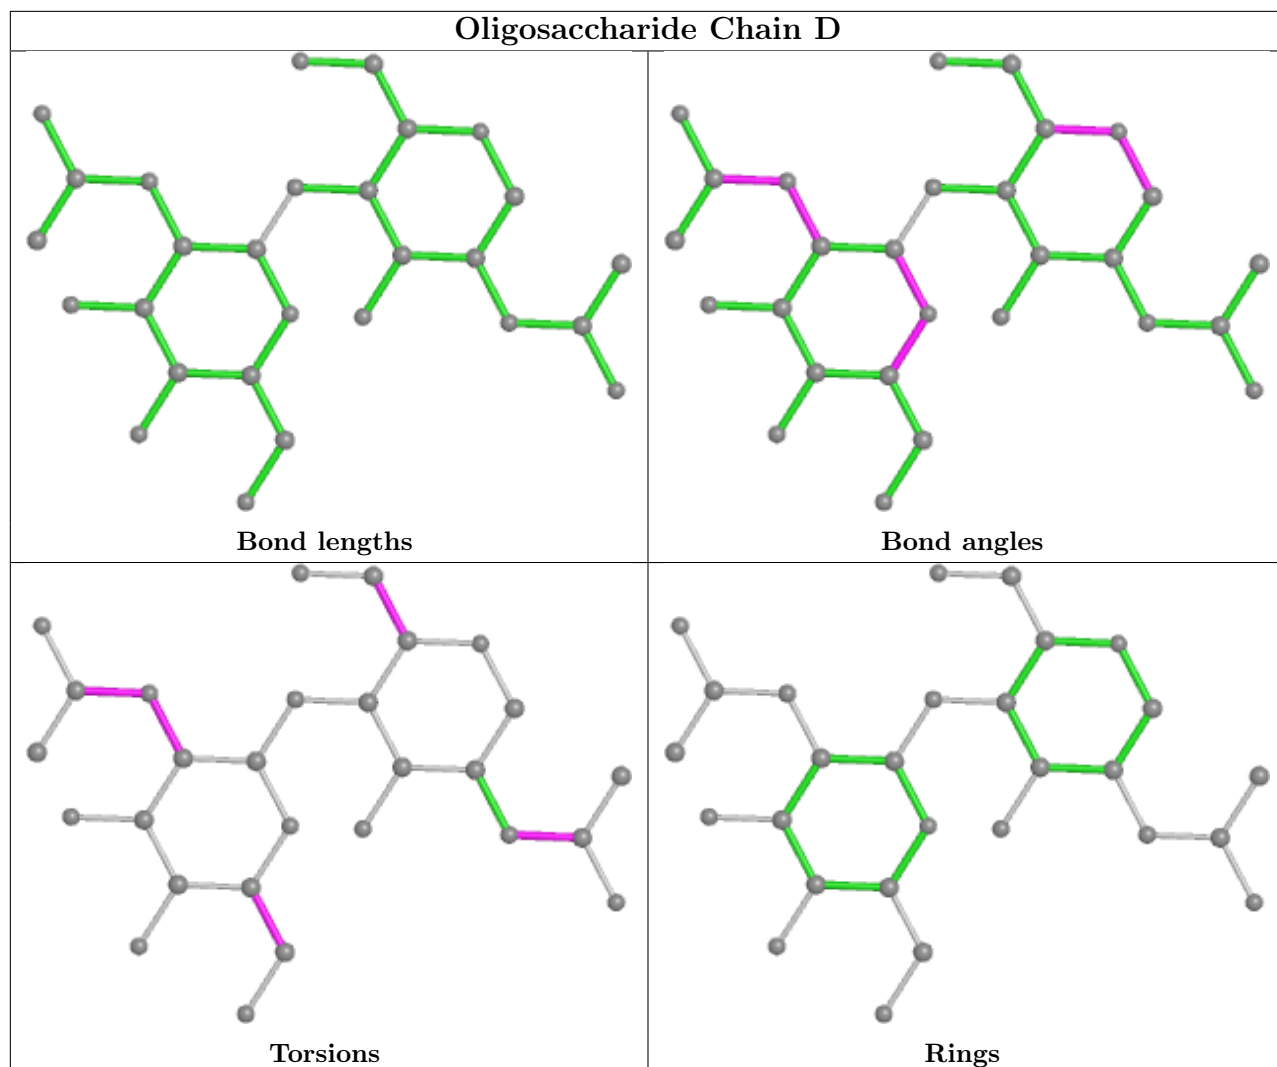 Oligosaccharide Chain D
Bond lengths
Bond angles
Torsions
Rings